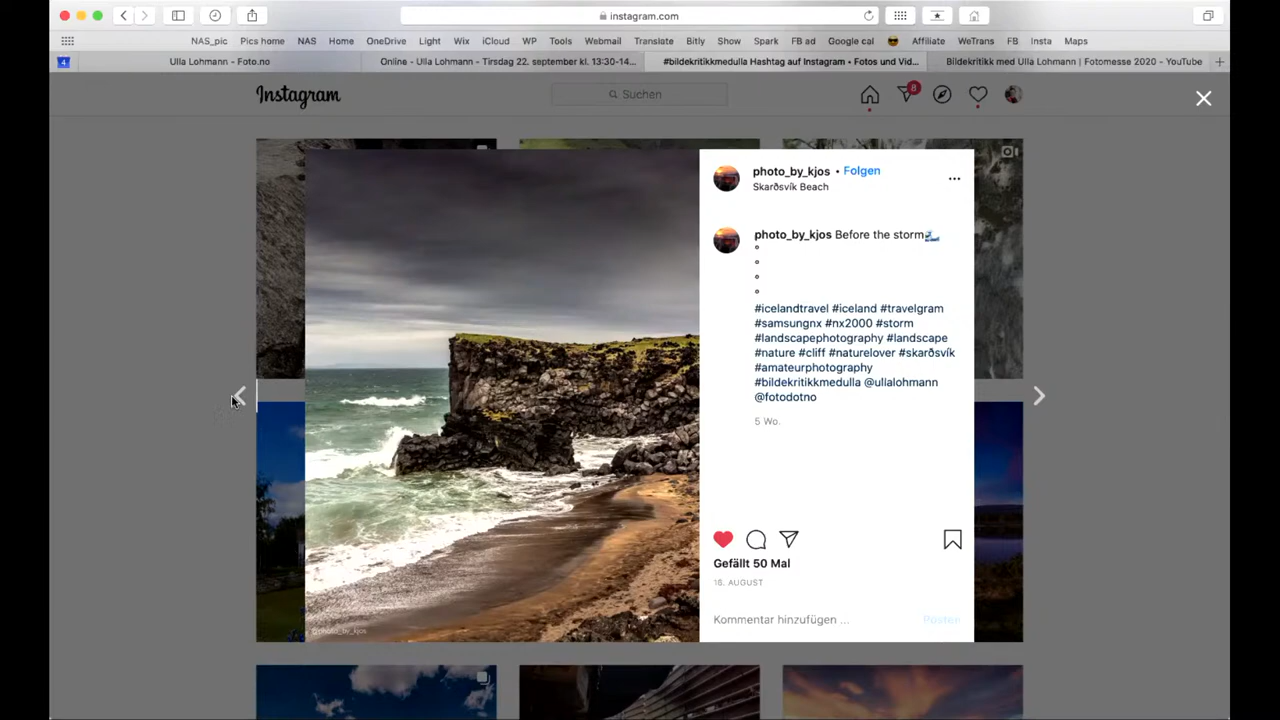 instagram.com
NAS_pic Pics home NAS Home OneDrive Light Wix iCloud WP Tools Webmail Translate Bitly Show Spark FB ad Google cal Affiliate WeTrans FB Insta Maps
4 Ulla Lohmann - Foto.no Online - Ulla Lohmann - Tirsdag 22. september kl. 13:30-14... #bildekritikkmedulla Hashtag auf Instagram • Fotos und Vid... Bildekritikk med Ulla Lohmann | Fotomesse 2020 - YouTube
Instagram Suchen 8
photo_by_kjos • Folgen
Skarðsvík Beach
photo_by_kjos Before the storm🌊
°
°
°
°
#icelandtravel #iceland #travelgram
#samsungnx #nx2000 #storm
#landscapephotography #landscape
#nature #cliff #naturelover #skarðsvík
#amateurphotography
#bildekritikkmedulla @ullalohmann
@fotodotno
5 Wo.
Gefällt 50 Mal
18. AUGUST
Kommentar hinzufügen ... Posten
@photo_by_kjos